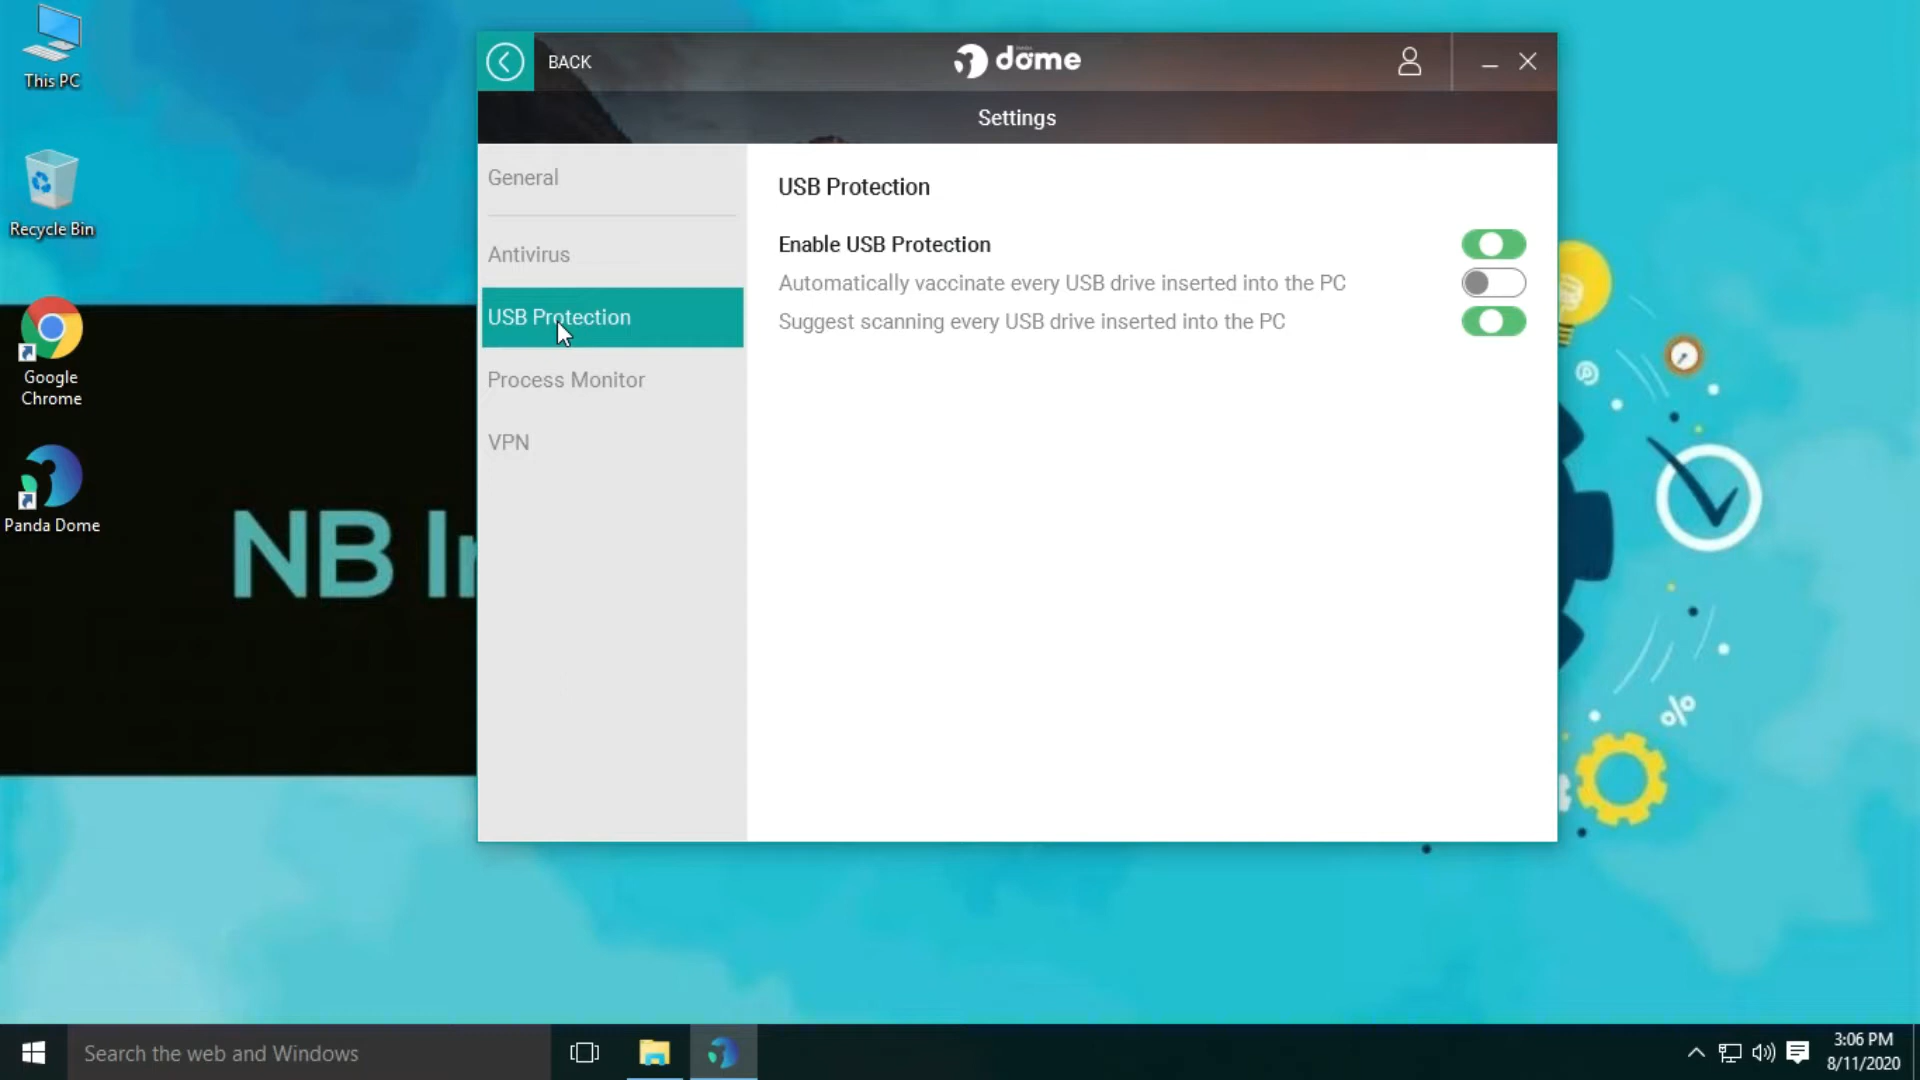 This PC
Recycle Bin
Google
Chrome
Panda Dome
NB
BACK
dome
Settings
General
Antivirus
USB Protection
Process Monitor
VPN
USB Protection
Enable USB Protection
Automatically vaccinate every USB drive inserted into the PC
Suggest scanning every USB drive inserted into the PC
%
Search the web and Windows
3:06 PM
8/11/2020